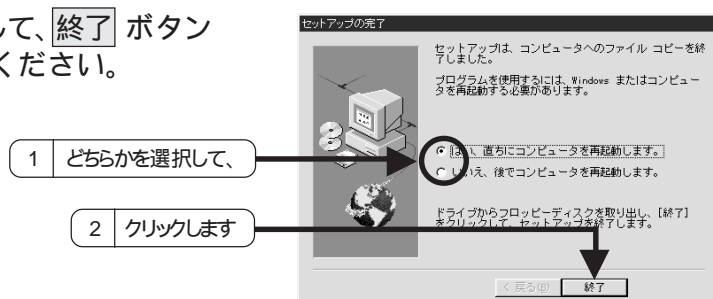 して、終了 ボタン
ください。
1 どちらかを選択して、
2 クリックします
セットアップの完了
セットアップは、コンピュータへのファイル コピーを終
了しました。
プログラムを使用するには、Windows またはコンピュー
タを再起動する必要があります。
はい、直ちにコンピュータを再起動します。
いいえ、後でコンピュータを再起動します。
ドライブからフロッピーディスクを取り出し、[終了]
をクリックして、セットアップを終了します。
< 戻る(B)
終了